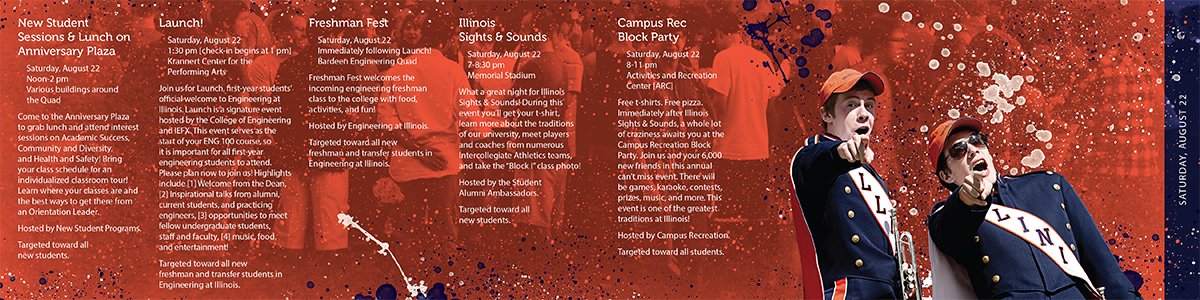 New Student
Sessions & Lunch on
Anniversary Plaza
Saturday, August 22
Noon-2 pm
Various buildings around
the Quad
Come to the Anniversary Plaza
to grab lunch and attend interest
sessions on Academic Success,
Community and Diversity,
and Health and Safety! Bring
your class schedule for an
individualized classroom tour!
Learn where your classes are and
the best ways to get there from
an Orientation Leader.
Hosted by New Student Programs.
Targeted toward all
new students.
Launch!
Saturday, August 22
1:30 pm [check-in begins at 1 pm]
Krannert Center for the
Performing Arts
Join us for Launch, first-year students'
official welcome to Engineering at
Illinois. Launch is a signature event
hosted by the College of Engineering
and IEFX. This event serves as the
start of your ENG 100 course, so
it is important for all first-year
engineering students to attend.
Please plan now to join us! Highlights
include [1] Welcome from the Dean,
[2] Inspirational talks from alumni,
current students, and practicing
engineers, [3] opportunities to meet
fellow undergraduate students,
staff and faculty, [4] music, food,
and entertainment!
Targeted toward all new
freshman and transfer students in
Engineering at Illinois.
Freshman Fest
Saturday, August 22
Immediately following Launch!
Bardeen Engineering Quad
Freshman Fest welcomes the
incoming engineering freshman
class to the college with food,
activities, and fun!
Hosted by Engineering at Illinois.
Targeted toward all new
freshman and transfer students in
Engineering at Illinois.
Illinois
Sights & Sounds
Saturday, August 22
7-8:30 pm
Memorial Stadium
What a great night for Illinois
Sights & Sounds! During this
event you'll get your t-shirt,
learn more about the traditions
of our university, meet players
and coaches from numerous
Intercollegiate Athletics teams,
and take the "Block I" class photo!
Hosted by the Student
Alumni Ambassadors.
Targeted toward all
new students.
Campus Rec
Block Party
Saturday, August 22
8-11 pm
Activities and Recreation
Center [ARC]
Free t-shirts. Free pizza.
Immediately after Illinois
Sights & Sounds, a whole lot
of craziness awaits you at the
Campus Recreation Block
Party. Join us and your 6,000
new friends in this annual
can't miss event. There will
be games, karaoke, contests,
prizes, music, and more. This
event is one of the greatest
traditions at Illinois!
Hosted by Campus Recreation.
Targeted toward all students.
ILLINI
SATURDAY, AUGUST 22